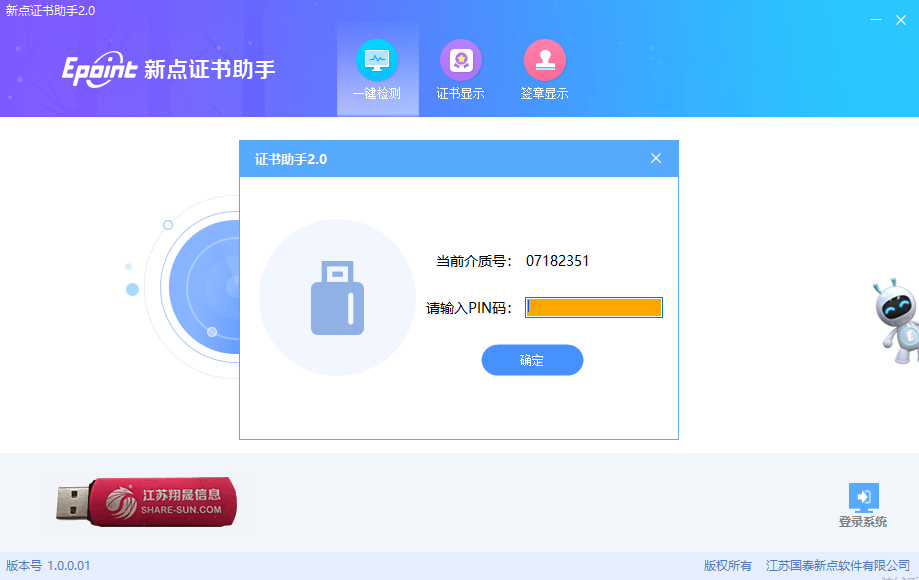 新点证书助手2.0
Epoint 新点证书助手
一键检测
证书显示
签章显示
证书助手2.0
当前介质号： 07182351
请输入PIN码：
确定
江苏翔晟信息
SHARE-SUN.COM
登录系统
版本号 1.0.0.01
版权所有 江苏国泰新点软件有限公司